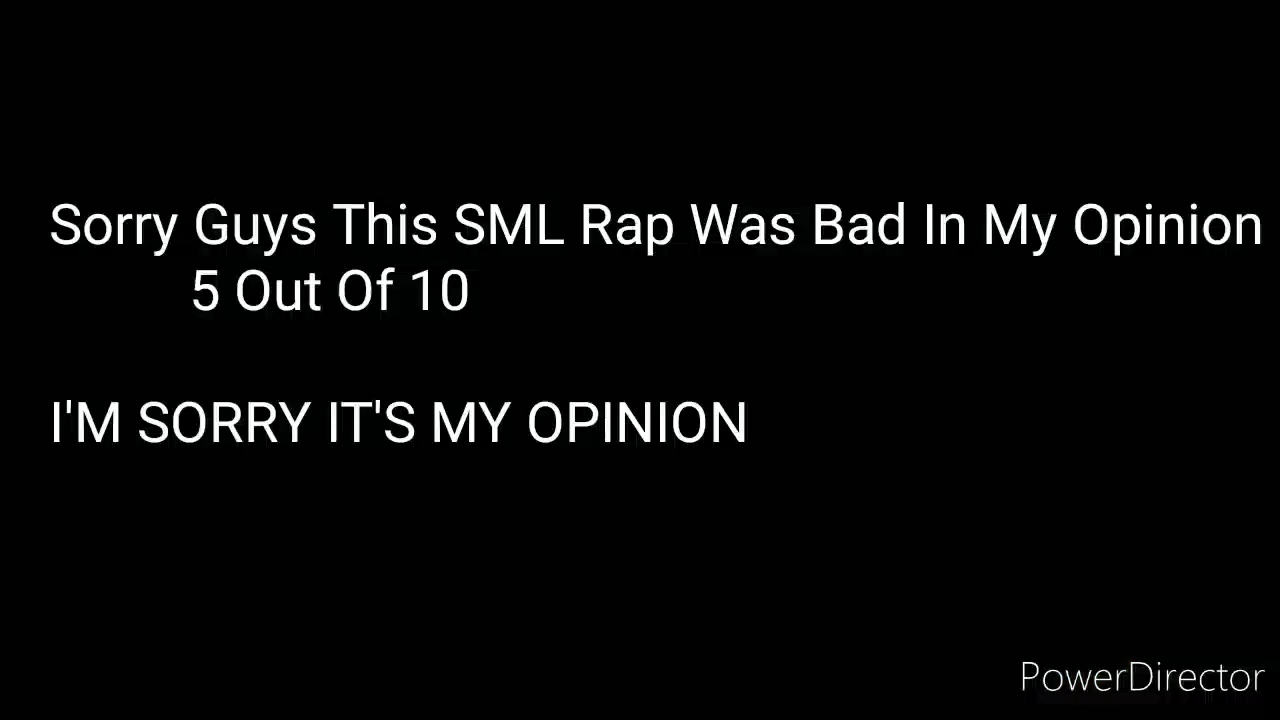 Sorry Guys This SML Rap Was Bad In My Opinion
5 Out Of 10
I'M SORRY IT'S MY OPINION
PowerDirector